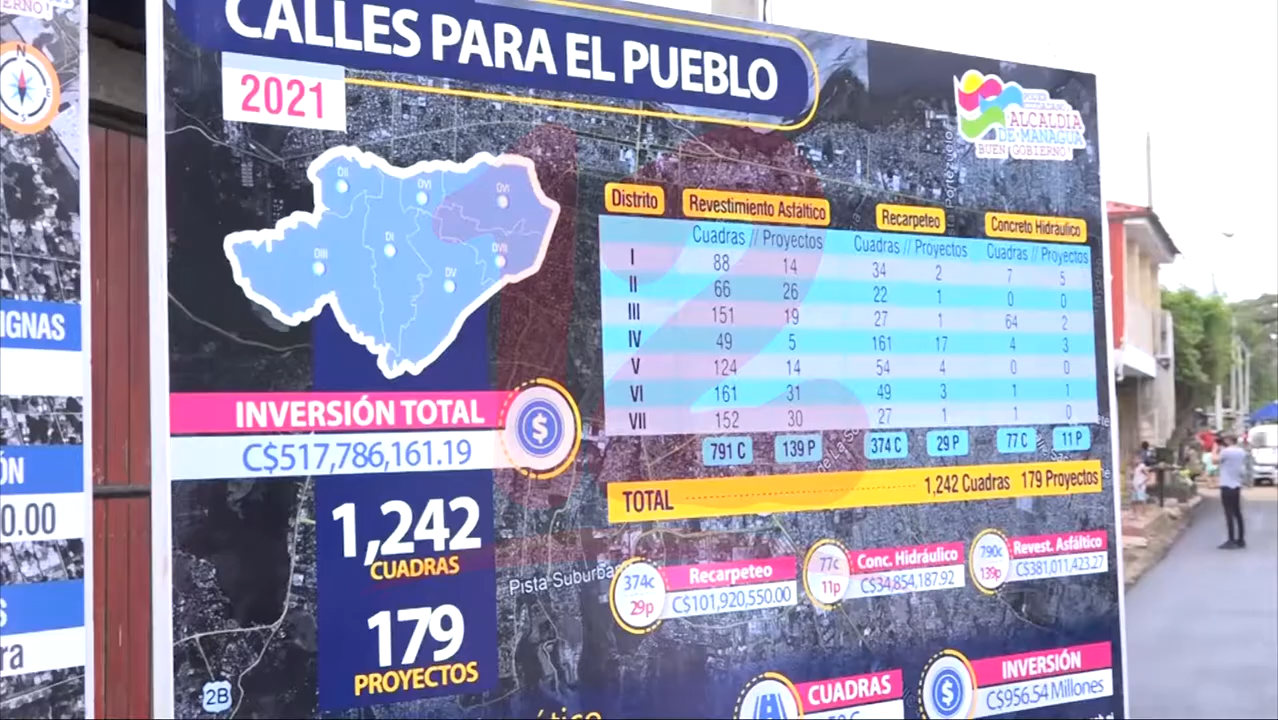 CALLES PARA EL PUEBLO
2021
PODER CIUDADANO
ALCALDÍA
DE MANAGUA
BUEN GOBIERNO!
N
E
S
DII
DVI
DVI
DI
DIII
DV
DVII
Distrito Revestimiento Asfáltico Recarpeteo Concreto Hidráulico
Cuadras // Proyectos Cuadras // Proyectos Cuadras // Proyectos
I 88 14 34 2 7 5
II 66 26 22 1 0 0
III 151 19 27 1 64 2
IV 49 5 161 17 4 3
V 124 14 54 4 0 0
VI 161 31 49 3 1 1
VII 152 30 27 1 1 0
791 C 139 P 374 C 29 P 77 C 11 P
TOTAL 1,242 Cuadras 179 Proyectos
INVERSIÓN TOTAL
C$517,786,161.19
$
1,242
CUADRAS
179
PROYECTOS
Pista Suburba
2B
374c
29p
Recarpeteo
C$101,920,550.00
77c
11p
Conc. Hidráulico
C$34,854,187.92
790c
139p
Revest. Asfáltico
C$381,011,423.27
CUADRAS
INVERSIÓN
C$956.54 Millones
$
IGNAS
ÓN
0.00
S
ra